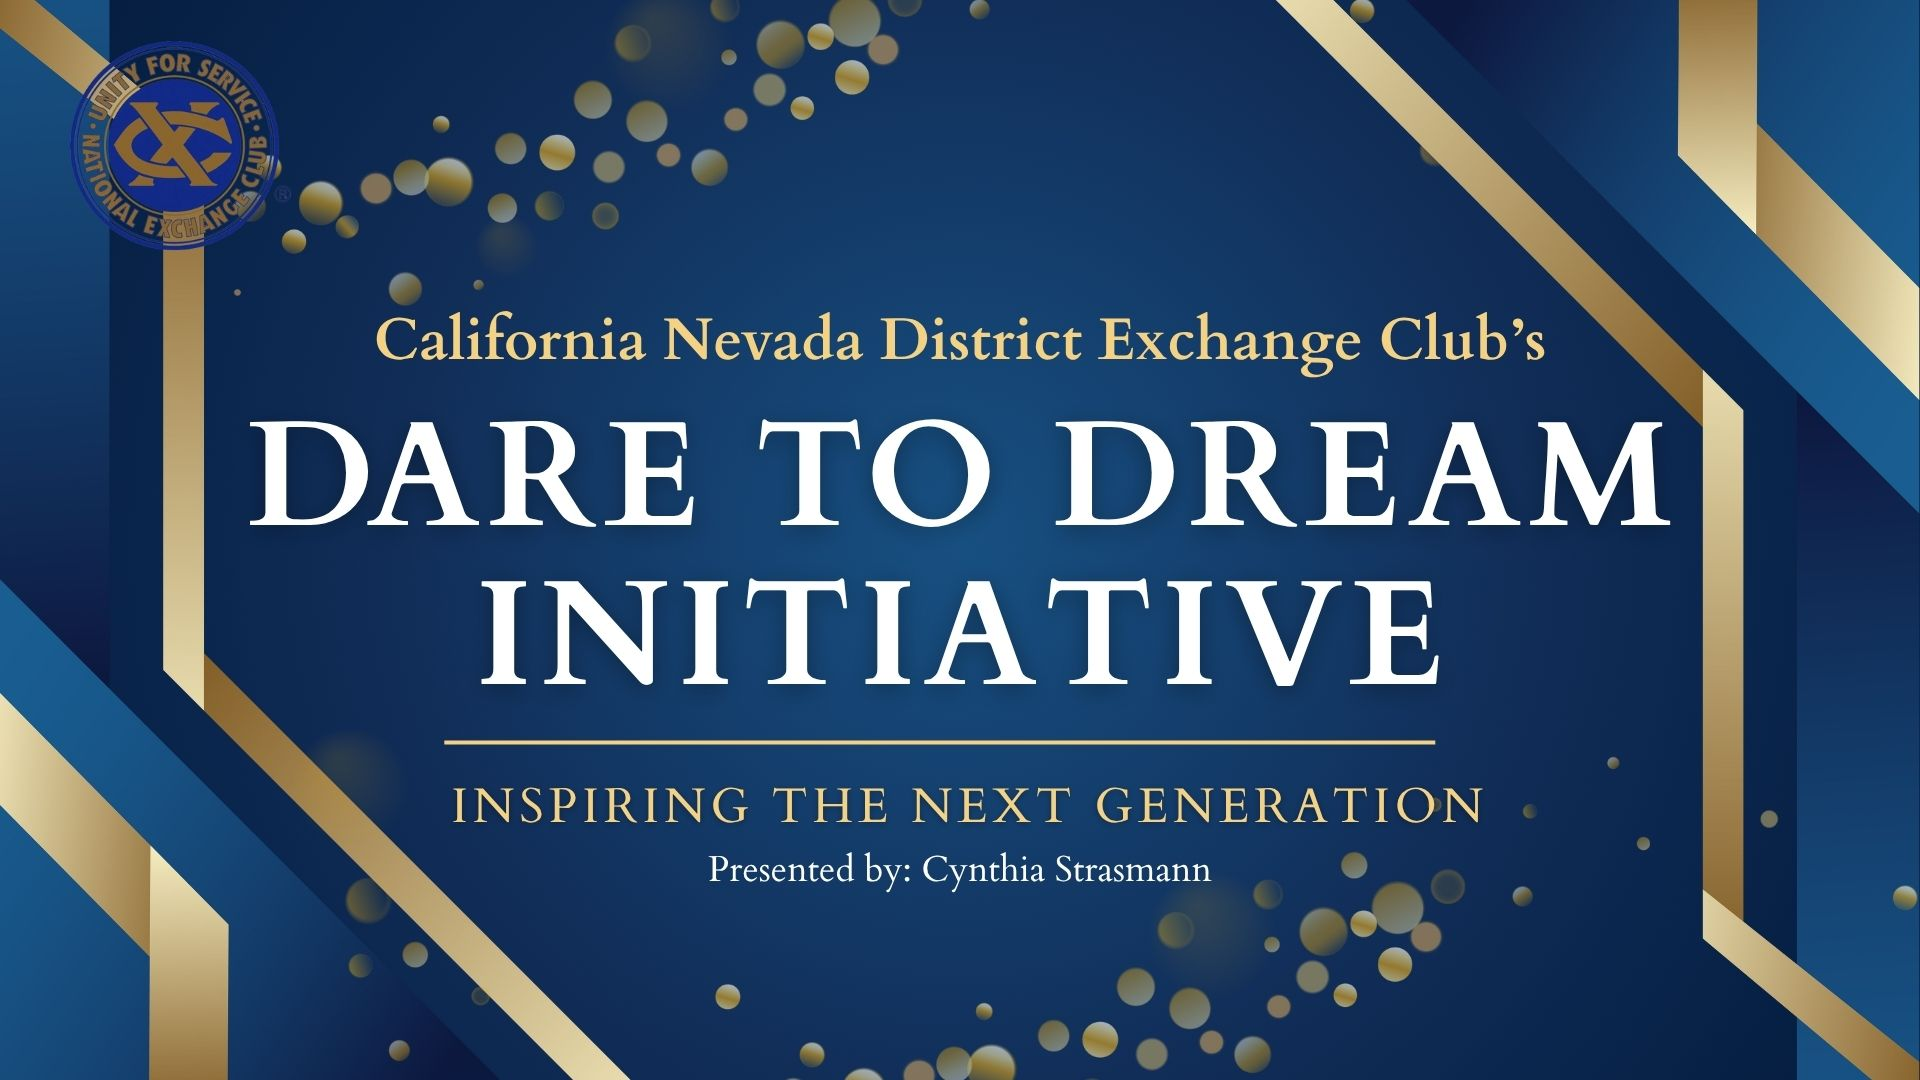 UNITY FOR SERVICE
NATIONAL EXCHANGE CLUB
XC
®
California Nevada District Exchange Club’s
DARE TO DREAM
INITIATIVE
INSPIRING THE NEXT GENERATION
Presented by: Cynthia Strasmann